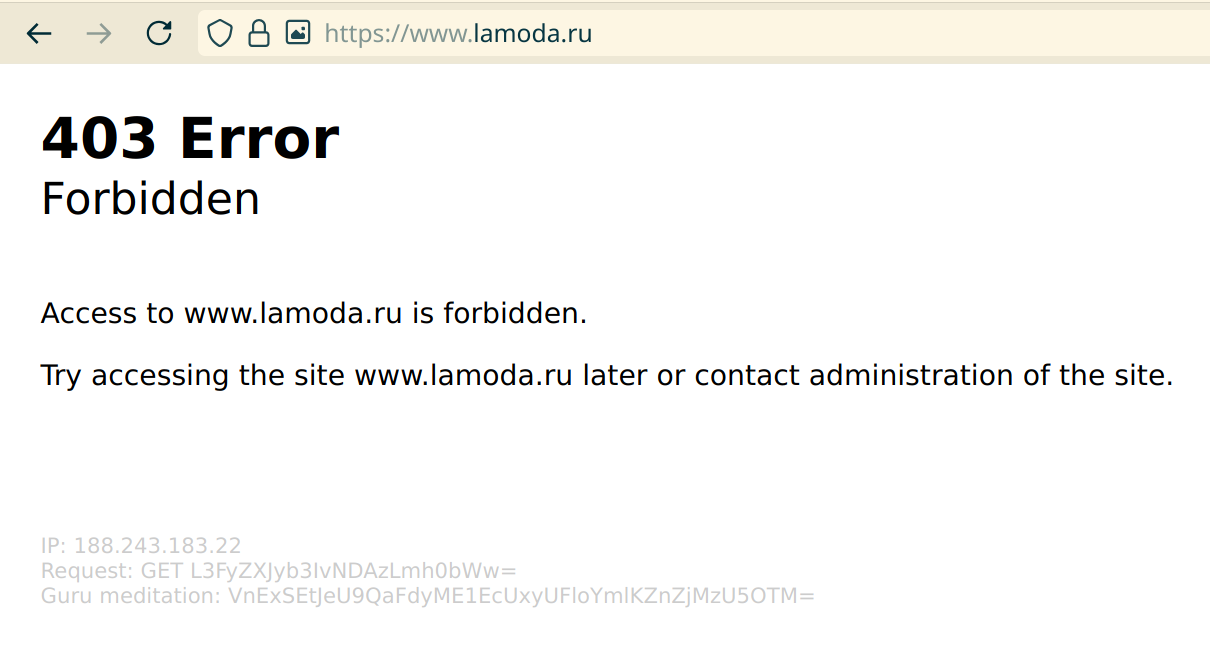 https://www.lamoda.ru
403 Error
Forbidden
Access to www.lamoda.ru is forbidden.
Try accessing the site www.lamoda.ru later or contact administration of the site.
IP: 188.243.183.22
Request: GET L3FyZXJyb3IvNDAzLmh0bWw=
Guru meditation: VnExSEtJeU9QaFdyME1EcUxyUFloYmlKZnZjMzU5OTM=